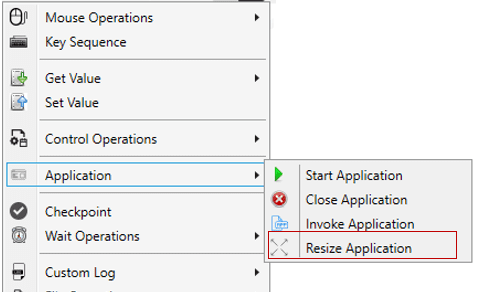 Mouse Operations
Key Sequence
Get Value
Set Value
Control Operations
Application
Start Application
Close Application
Invoke Application
Resize Application
Checkpoint
Wait Operations
Custom Log